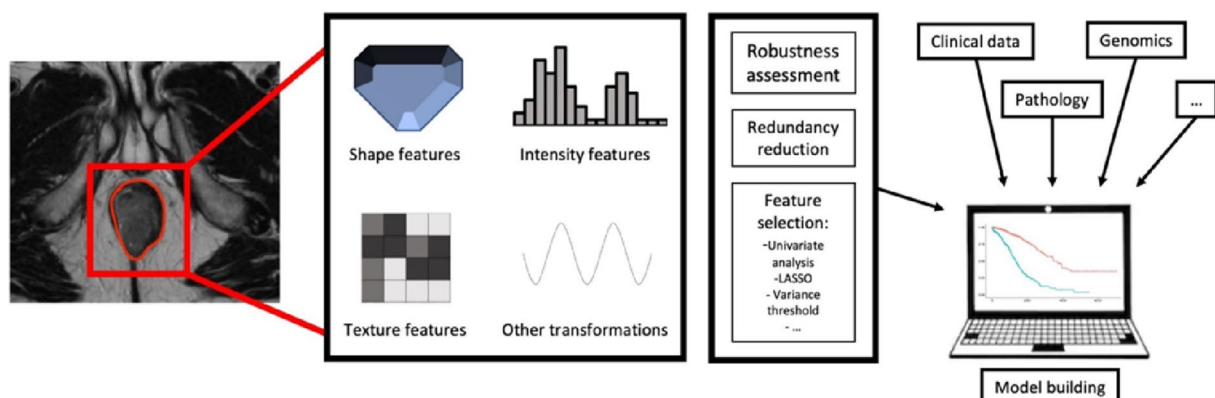 Shape features
Intensity features
Texture features
Other transformations
Robustness
assessment
Redundancy
reduction
Feature
selection:
-Univariate
analysis
-LASSO
- Variance
threshold
- ...
Clinical data
Genomics
Pathology
...
Model building